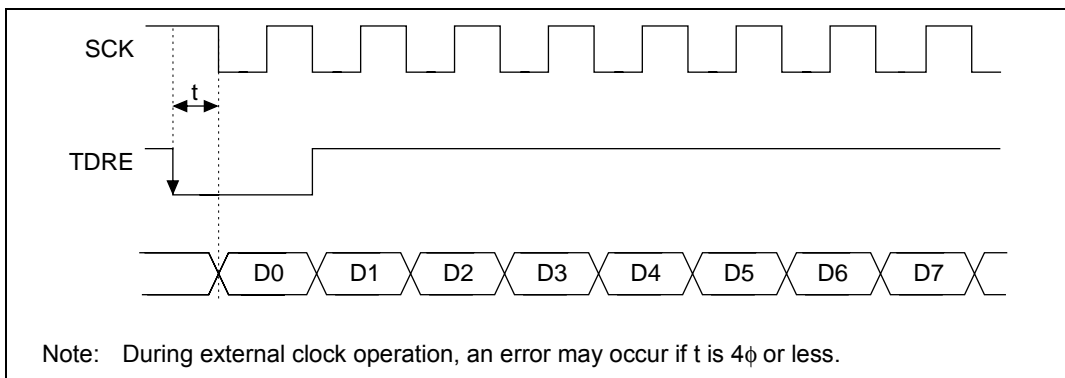 SCK
t
TDRE
D0 D1 D2 D3 D4 D5 D6 D7
Note: During external clock operation, an error may occur if t is 4ϕ or less.